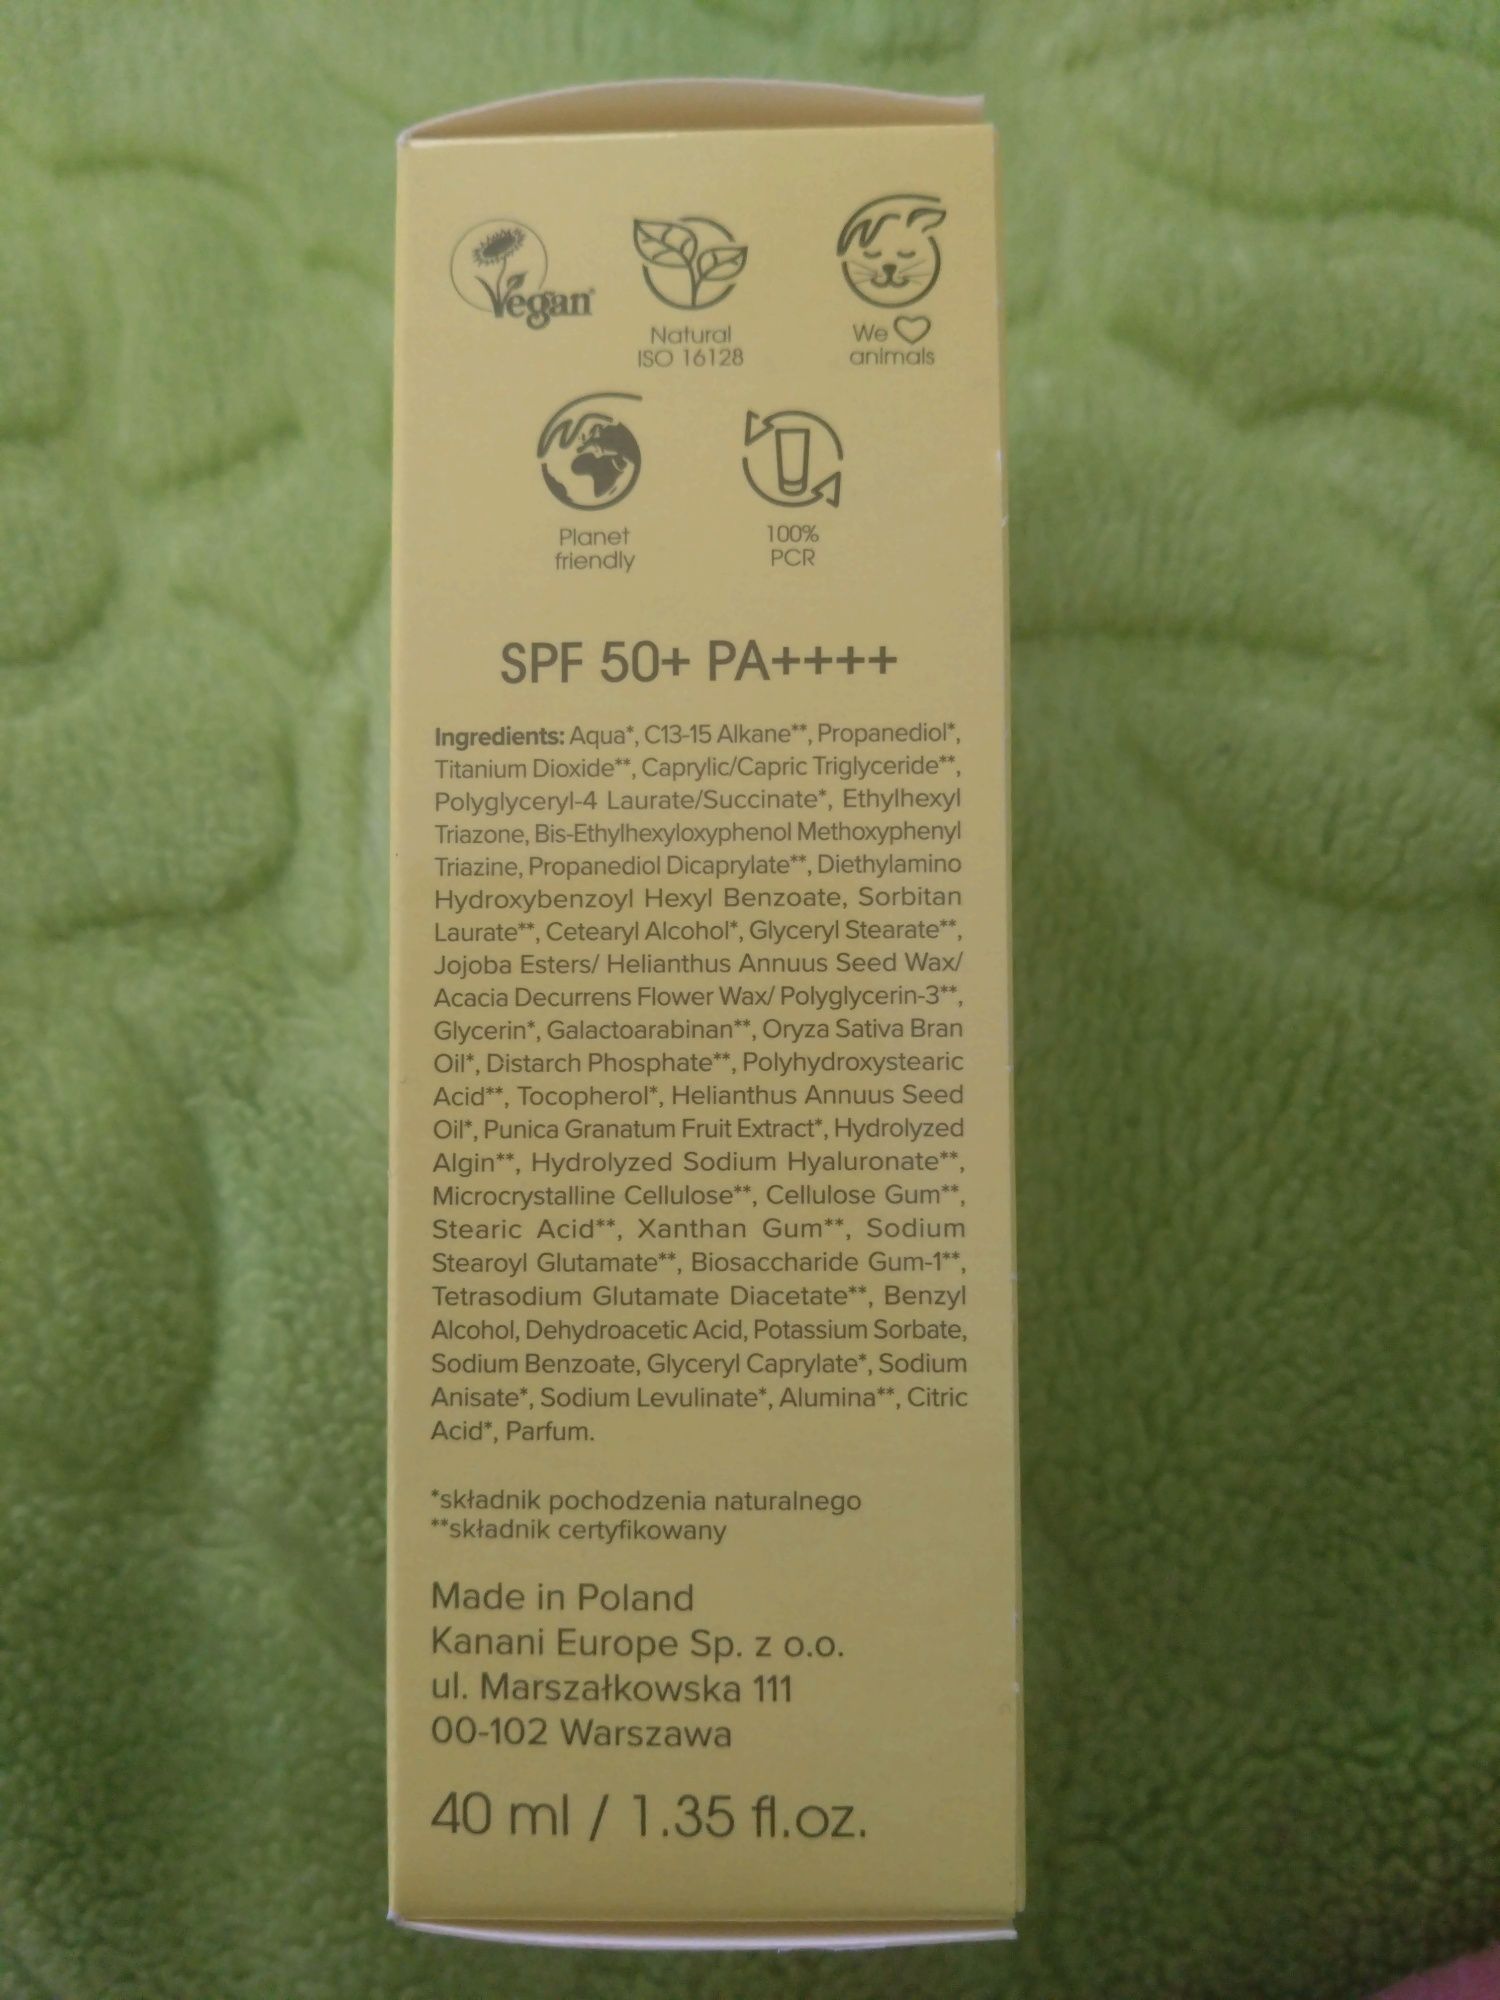 Vegan
Natural
ISO 16128
We
animals
Planet
friendly
100%
PCR
SPF 50+ PA++++
Ingredients: Aqua*, C13-15 Alkane**, Propanediol*,
Titanium Dioxide**, Caprylic/Capric Triglyceride**,
Polyglyceryl-4 Laurate/Succinate*, Ethylhexyl
Triazone, Bis-Ethylhexyloxyphenol Methoxyphenyl
Triazine, Propanediol Dicaprylate**, Diethylamino
Hydroxybenzoyl Hexyl Benzoate, Sorbitan
Laurate**, Cetearyl Alcohol*, Glyceryl Stearate**,
Jojoba Esters/ Helianthus Annuus Seed Wax/
Acacia Decurrens Flower Wax/ Polyglycerin-3**,
Glycerin*, Galactoarabinan**, Oryza Sativa Bran
Oil*, Distarch Phosphate**, Polyhydroxystearic
Acid**, Tocopherol*, Helianthus Annuus Seed
Oil*, Punica Granatum Fruit Extract*, Hydrolyzed
Algin**, Hydrolyzed Sodium Hyaluronate**,
Microcrystalline Cellulose**, Cellulose Gum**,
Stearic Acid**, Xanthan Gum**, Sodium
Stearoyl Glutamate**, Biosaccharide Gum-1**,
Tetrasodium Glutamate Diacetate**, Benzyl
Alcohol, Dehydroacetic Acid, Potassium Sorbate,
Sodium Benzoate, Glyceryl Caprylate*, Sodium
Anisate*, Sodium Levulinate*, Alumina**, Citric
Acid*, Parfum.
*składnik pochodzenia naturalnego
**składnik certyfikowany
Made in Poland
Kanani Europe Sp. z o.o.
ul. Marszałkowska 111
00-102 Warszawa
40 ml / 1.35 fl.oz.